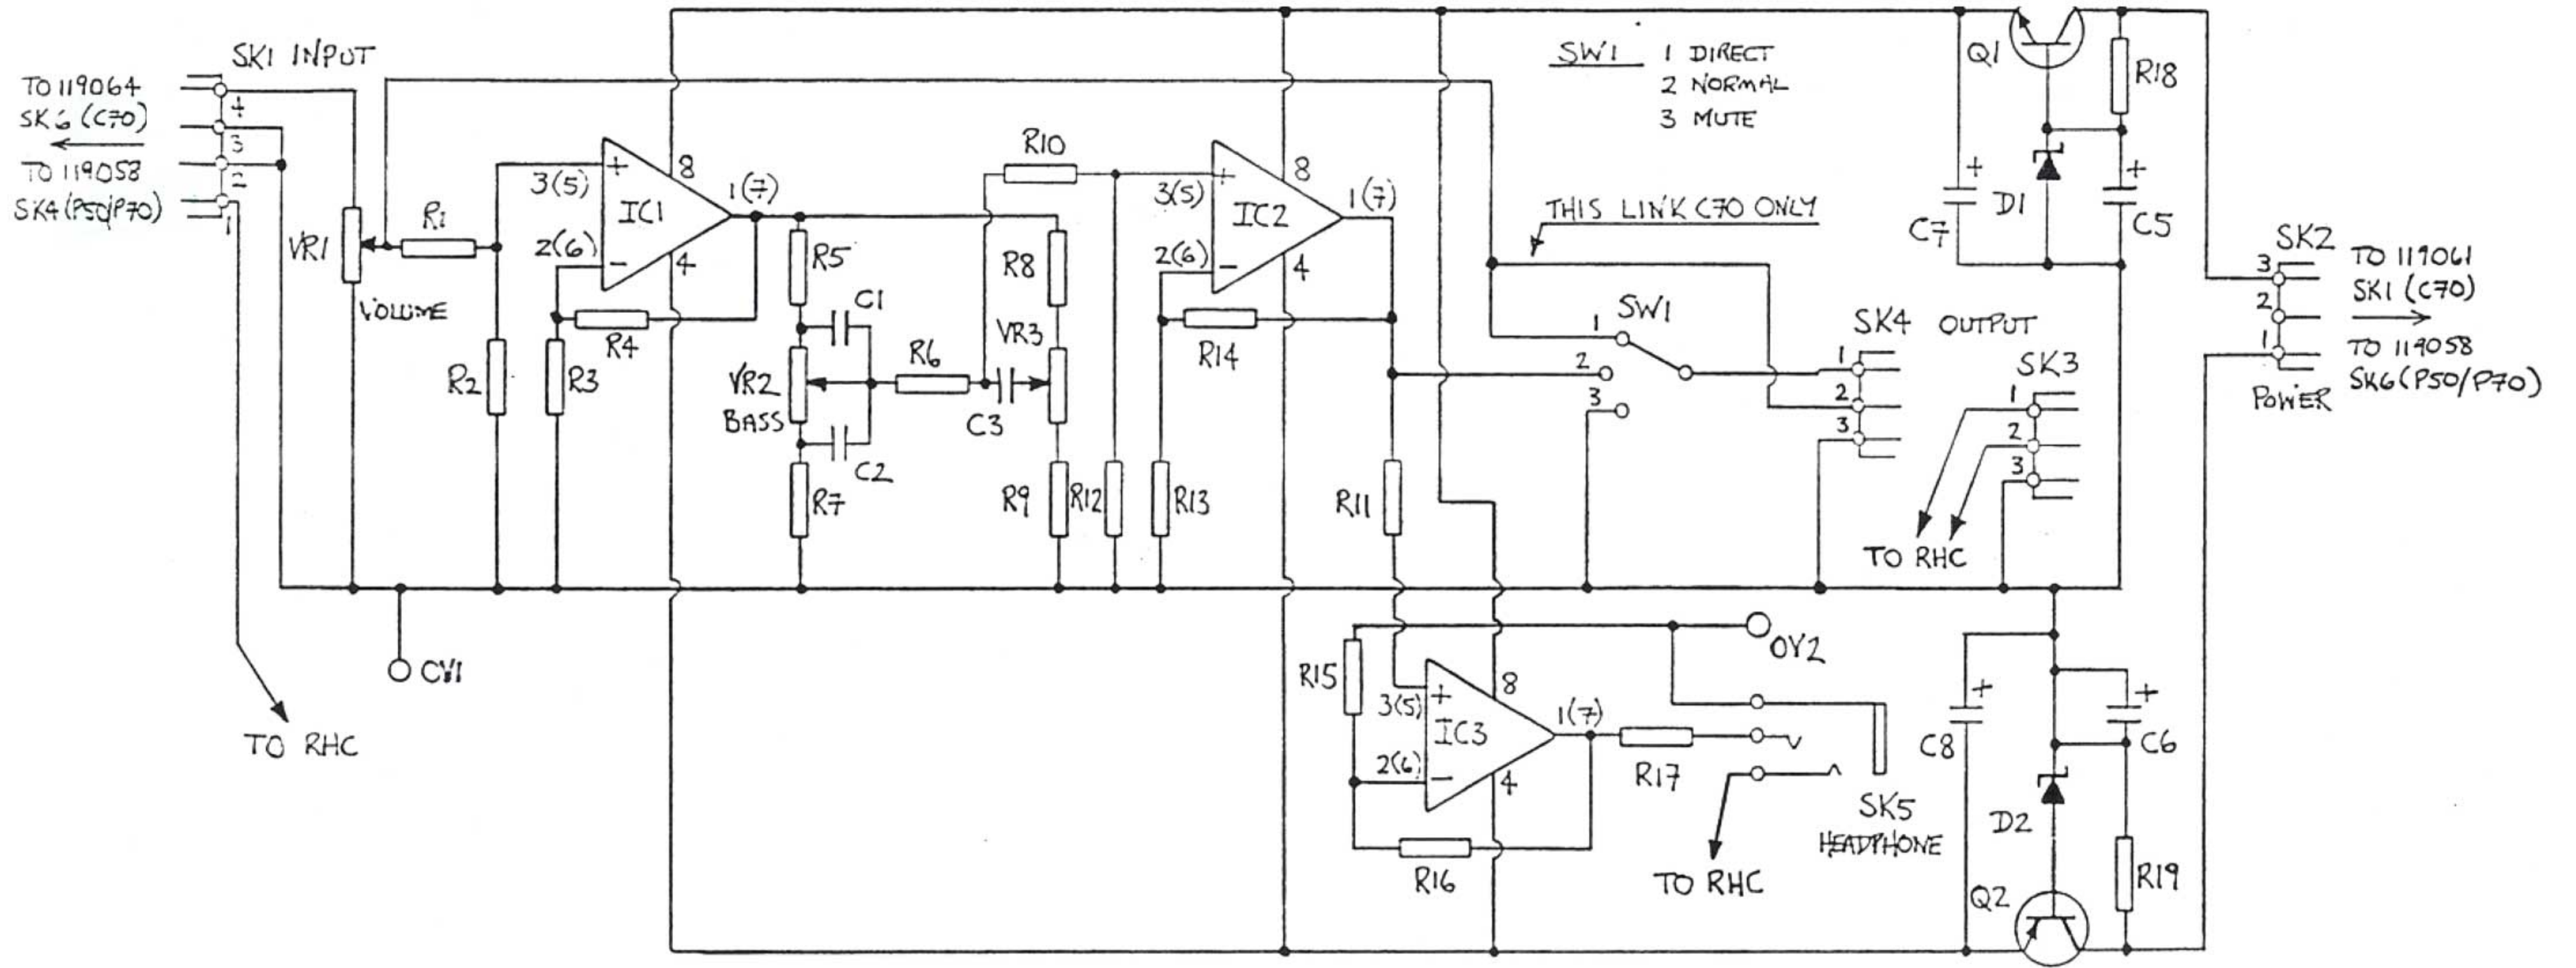 SK1 INPUT
TO 119064
SK6 (C70)
TO 119058
SK4 (P50/P70)
4
3
2
1
VR1
VOLUME
R1
R2
R3
R4
3(5)
2(6)
+
-
IC1
8
4
1(7)
R5
C1
VR2
BASS
C2
R7
R6
C3
R8
VR3
R9
R10
R12
R13
3(5)
2(6)
+
-
IC2
8
4
1(7)
R14
R11
SW1 1 DIRECT
2 NORMAL
3 MUTE
THIS LINK C70 ONLY
SW1
1
2
3
SK4 OUTPUT
1
2
3
SK3
1
2
3
TO RHC
Q1
R18
+
C7
D1
+
C5
SK2
3
2
1
TO 119061
SK1 (C70)
TO 119058
SK6 (P50/P70)
POWER
OV1
TO RHC
R15
OV2
3(5)
2(6)
+
-
IC3
8
4
1(7)
R16
R17
TO RHC
SK5
HEADPHONE
+
C8
+
C6
D2
Q2
R19